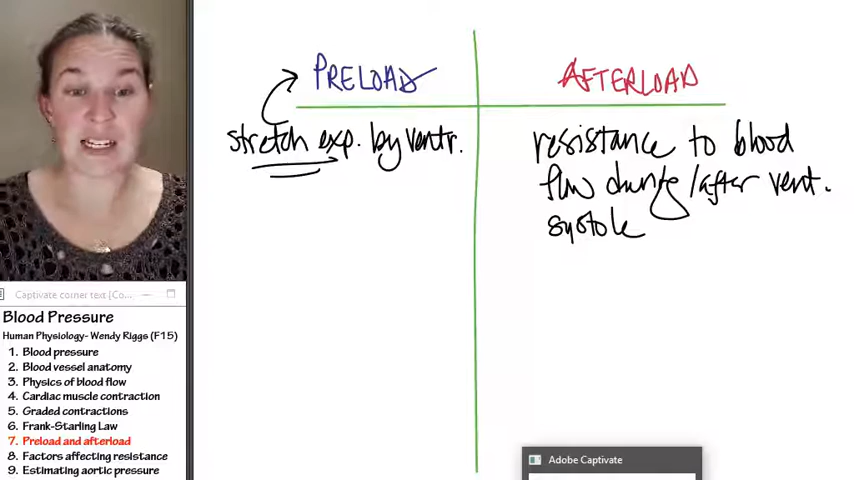 PRELOAD
AFTERLOAD
stretch exp. by ventr.
resistance to blood
flow during/after vent.
systole
Captivate corner text [Co...
Blood Pressure
Human Physiology- Wendy Riggs (F15)
1. Blood pressure
2. Blood vessel anatomy
3. Physics of blood flow
4. Cardiac muscle contraction
5. Graded contractions
6. Frank-Starling Law
7. Preload and afterload
8. Factors affecting resistance
9. Estimating aortic pressure
Adobe Captivate